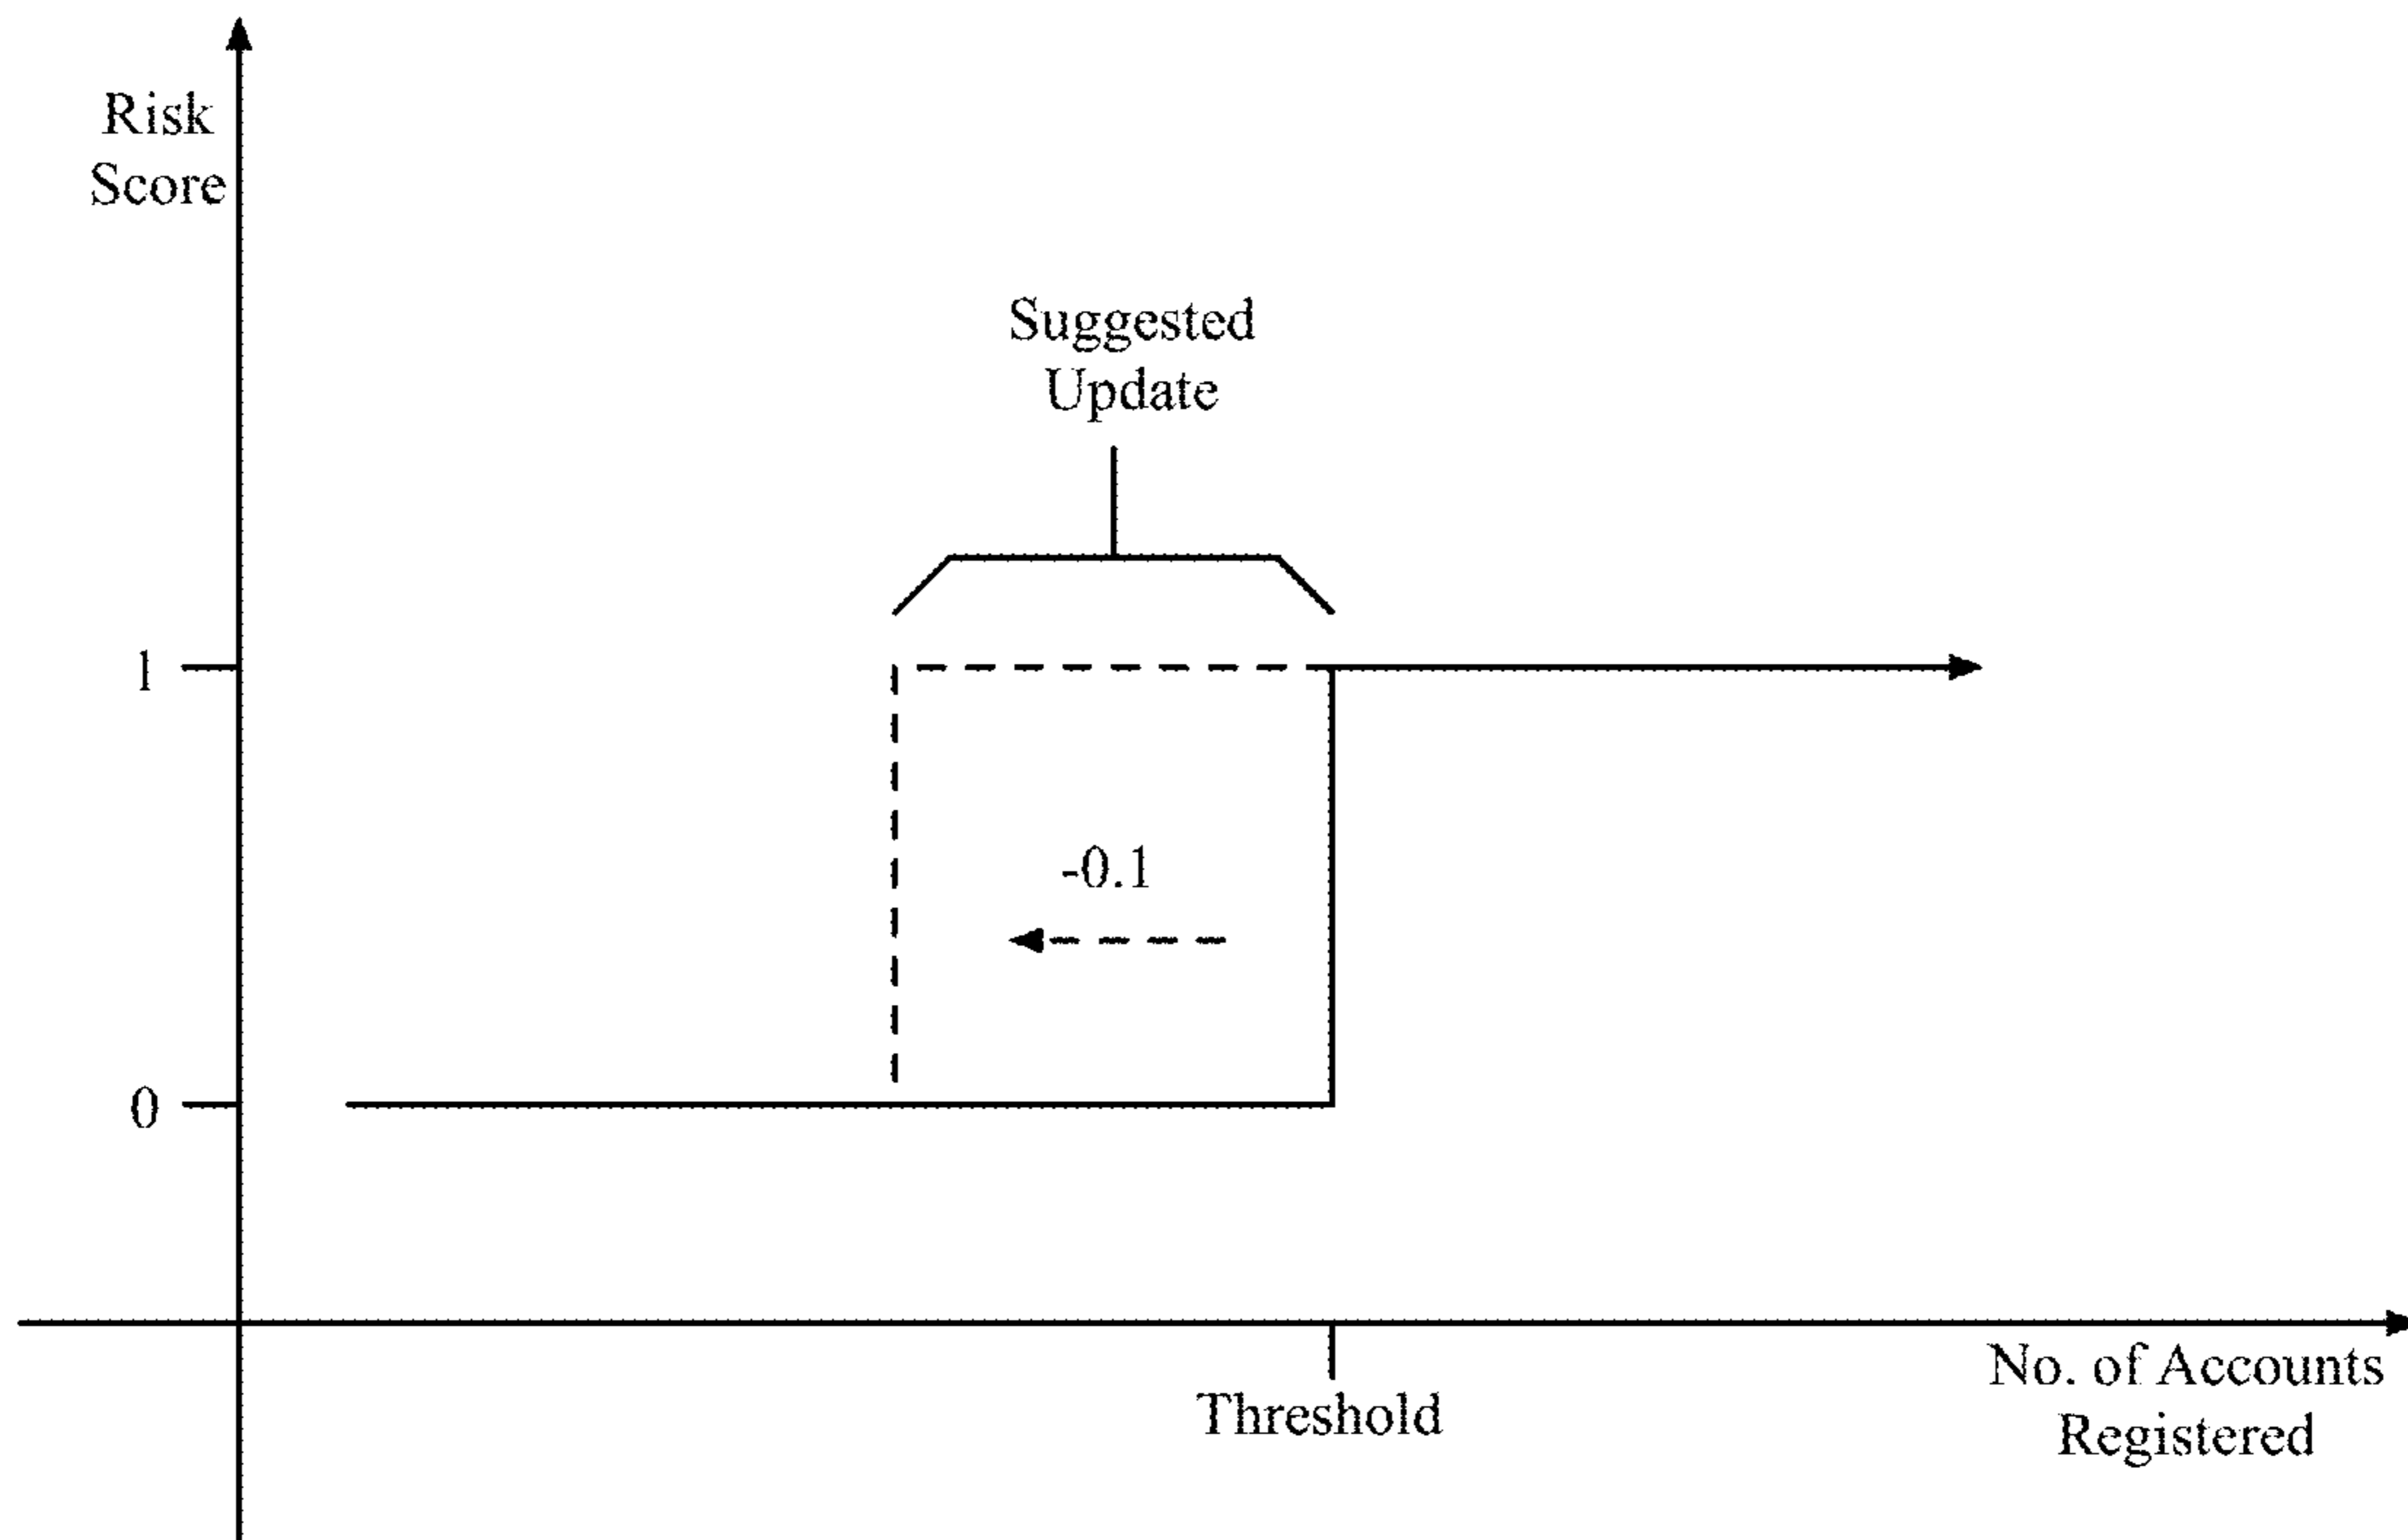 Risk
Score
Suggested
Update
1
-0.1
0
No. of Accounts
Registered
Threshold